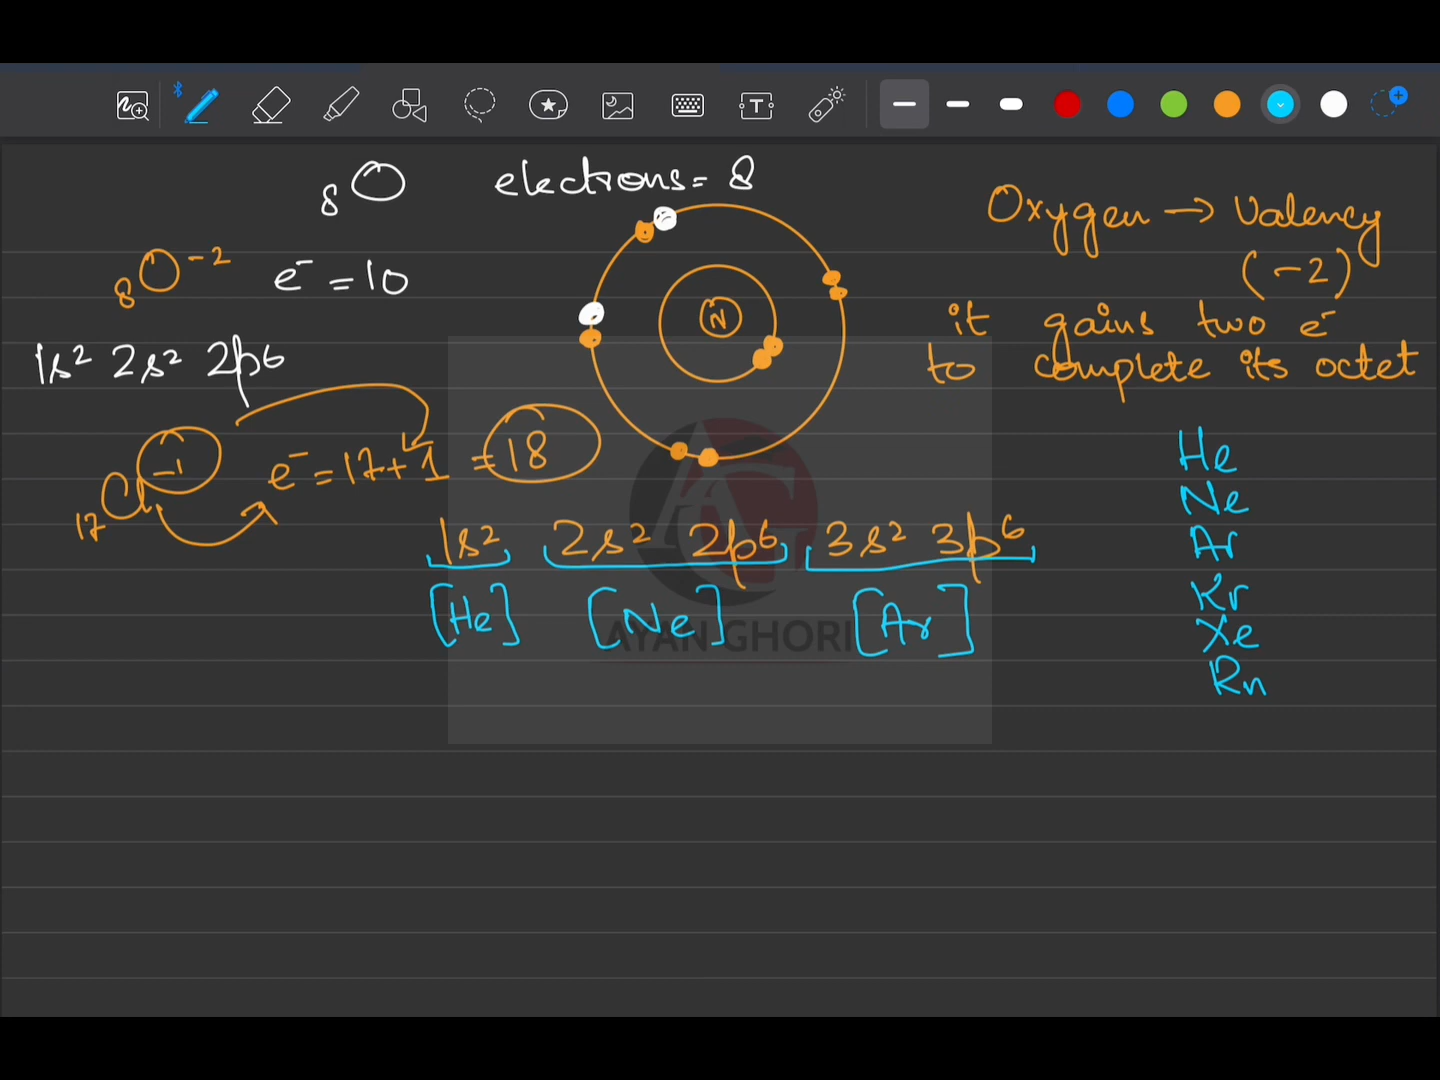 ₈O electrons = 8
Oxygen → Valency
(-2)
₈O⁻² e⁻ = 10
N
it gains two e⁻
to complete its octet
1s² 2s² 2p⁶
₁₇Cl⁻¹ e⁻ = 17+1 = 18
1s² 2s² 2p⁶ 3s² 3p⁶
[He] [Ne] [Ar]
He
Ne
Ar
Kr
Xe
Rn
AYAN GHORI